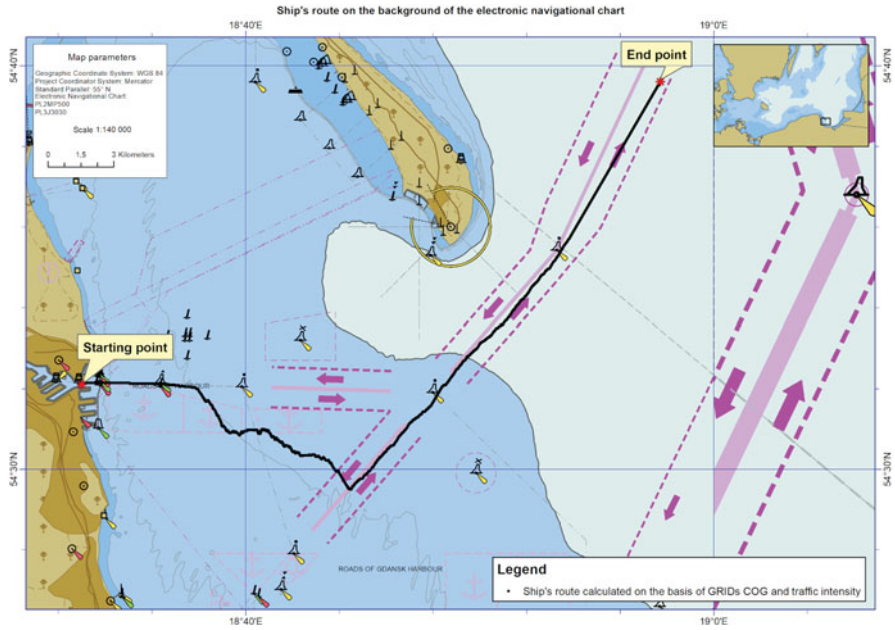 Ship's route on the background of the electronic navigational chart
18°40'E
19°0'E
54°40'N
54°40'N
Map parameters
Geographic Coordinate System: WGS 84
Project Coordinator System: Mercator
Standard Parallel: 55° N
Electronic Navigational Chart:
PL2MP500
PL3J3030
Scale 1:140 000
0 1,5 3 Kilometers
End point
Starting point
54°30'N
54°30'N
ROADS OF GDANSK HARBOUR
Legend
• Ship's route calculated on the basis of GRIDs COG and traffic intensity
18°40'E
19°0'E